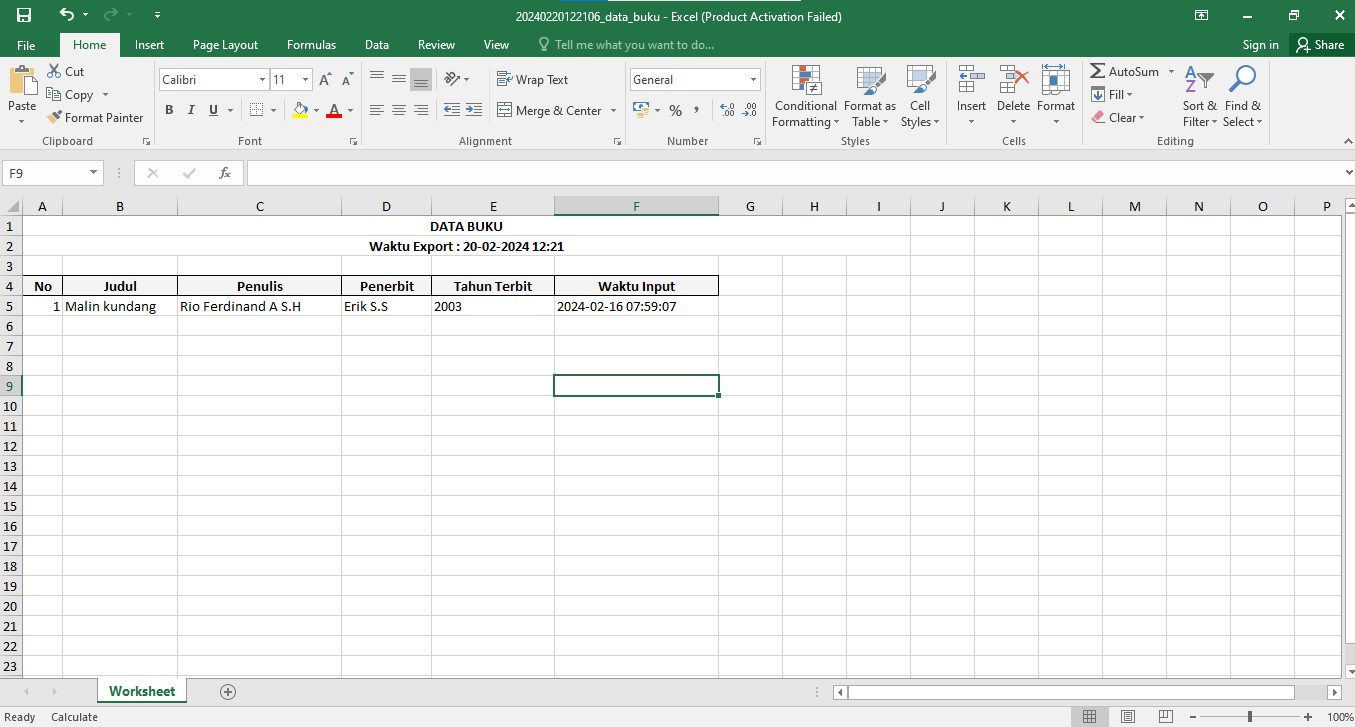 20240220122106_data_buku - Excel (Product Activation Failed)
File Home Insert Page Layout Formulas Data Review View Tell me what you want to do... Sign in Share
Paste Cut
Copy
Format Painter
Clipboard
Calibri 11
B I U A
Font
Wrap Text
Merge & Center
Alignment
General
%
Number
Conditional Formatting
Format as Table
Cell Styles
Styles
Insert Delete Format
Cells
AutoSum
Fill
Clear
Sort & Filter
Find & Select
Editing
F9 fx
A B C D E F G H I J K L M N O P
1 DATA BUKU
2 Waktu Export : 20-02-2024 12:21
3
4 No Judul Penulis Penerbit Tahun Terbit Waktu Input
5 1 Malin kundang Rio Ferdinand A S.H Erik S.S 2003 2024-02-16 07:59:07
6
7
8
9
10
11
12
13
14
15
16
17
18
19
20
21
22
23
Worksheet
Ready Calculate 100%